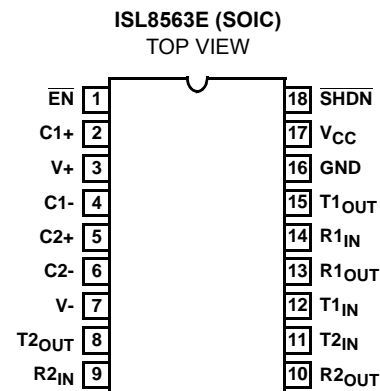 ISL8563E (SOIC)
TOP VIEW
EN 1 18 SHDN
C1+ 2 17 VCC
V+ 3 16 GND
C1- 4 15 T1OUT
C2+ 5 14 R1IN
C2- 6 13 R1OUT
V- 7 12 T1IN
T2OUT 8 11 T2IN
R2IN 9 10 R2OUT